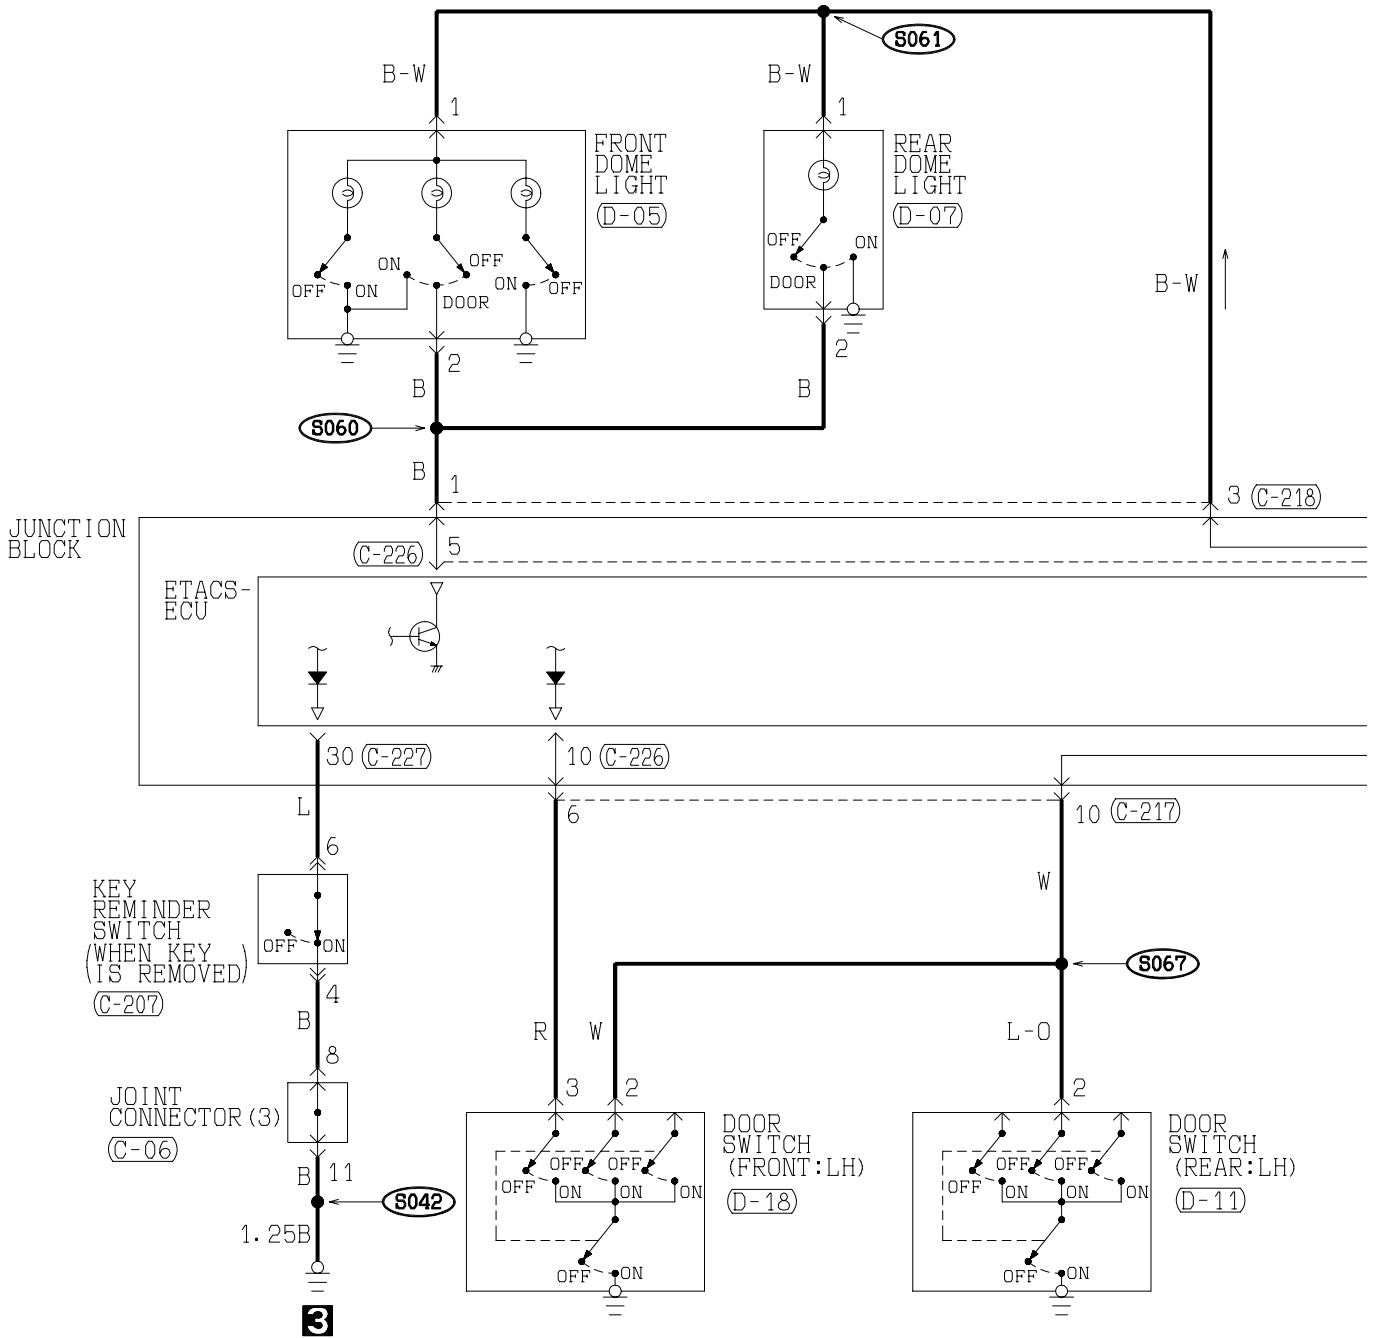 S061
B-W
B-W
1
1
FRONT
DOME
LIGHT
(D-05)
REAR
DOME
LIGHT
(D-07)
OFF
ON
ON
OFF
DOOR
ON
OFF
OFF
ON
DOOR
B-W
2
2
B
B
S060
B
1
3 (C-218)
JUNCTION
BLOCK
(C-226)
5
ETACS-
ECU
30 (C-227)
10 (C-226)
L
6
10 (C-217)
6
W
KEY
REMINDER
SWITCH
(WHEN KEY
IS REMOVED)
(C-207)
OFF
ON
S067
4
B
R
W
L-O
8
3
2
2
JOINT
CONNECTOR(3)
(C-06)
DOOR
SWITCH
(FRONT:LH)
(D-18)
DOOR
SWITCH
(REAR:LH)
(D-11)
OFF
OFF
OFF
ON
ON
ON
OFF
OFF
OFF
ON
ON
ON
B
11
S042
1.25B
OFF
ON
OFF
ON
3